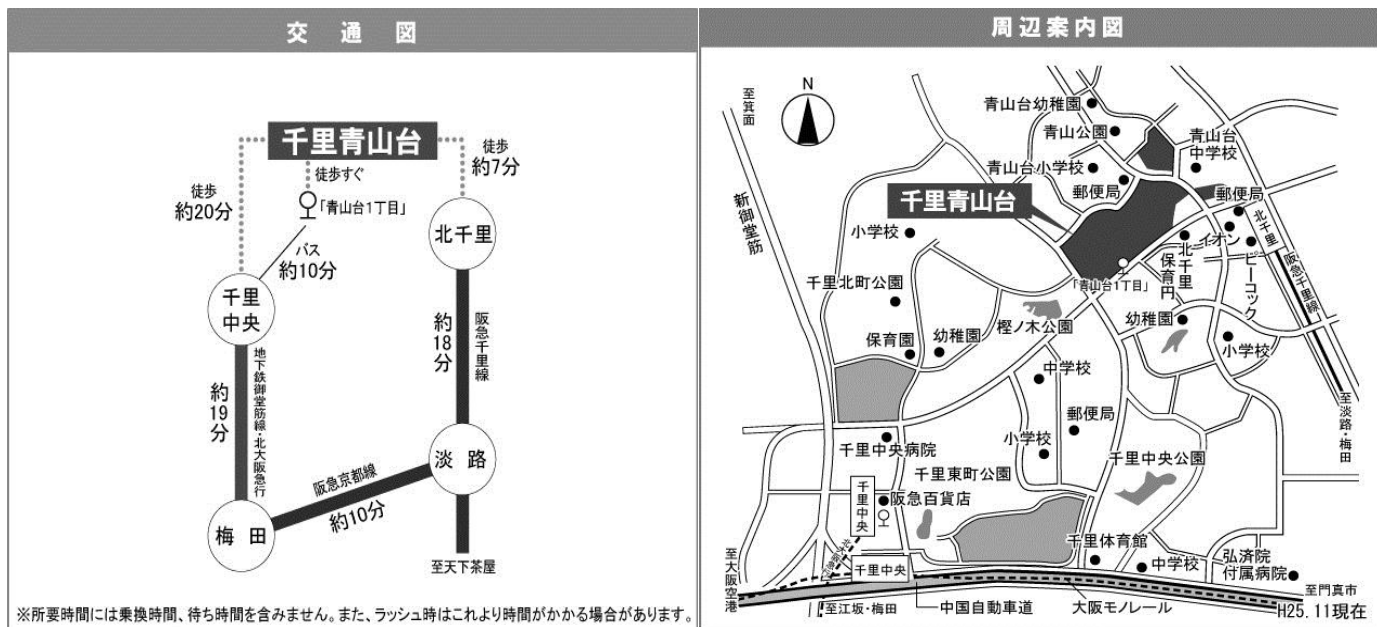 交通図
千里青山台
徒歩
約7分
徒歩すぐ
徒歩
約20分
「青山台1丁目」
バス
約10分
北千里
千里
中央
約18分
阪急千里線
約19分
地下鉄御堂筋線・北大阪急行
淡路
阪急京都線
約10分
梅田
至天下茶屋
※所要時間には乗換時間、待ち時間を含みません。また、ラッシュ時はこれより時間がかかる場合があります。
周辺案内図
N
至箕面
青山台幼稚園
青山公園
青山台
中学校
青山台小学校
郵便局
千里青山台
郵便局
新御堂筋
小学校
イオン
北千里
北千里
保育円
ピーコック
阪急千里線
「青山台1丁目」
千里北町公園
樫ノ木公園
幼稚園
保育園
幼稚園
小学校
中学校
至淡路・梅田
郵便局
千里中央病院
小学校
千里中央公園
千里東町公園
千里中央
阪急百貨店
北大阪急行
千里体育館
中学校
弘済院
付属病院
至大阪空港
千里中央
至門真市
至江坂・梅田
中国自動車道
大阪モノレール
H25.11現在